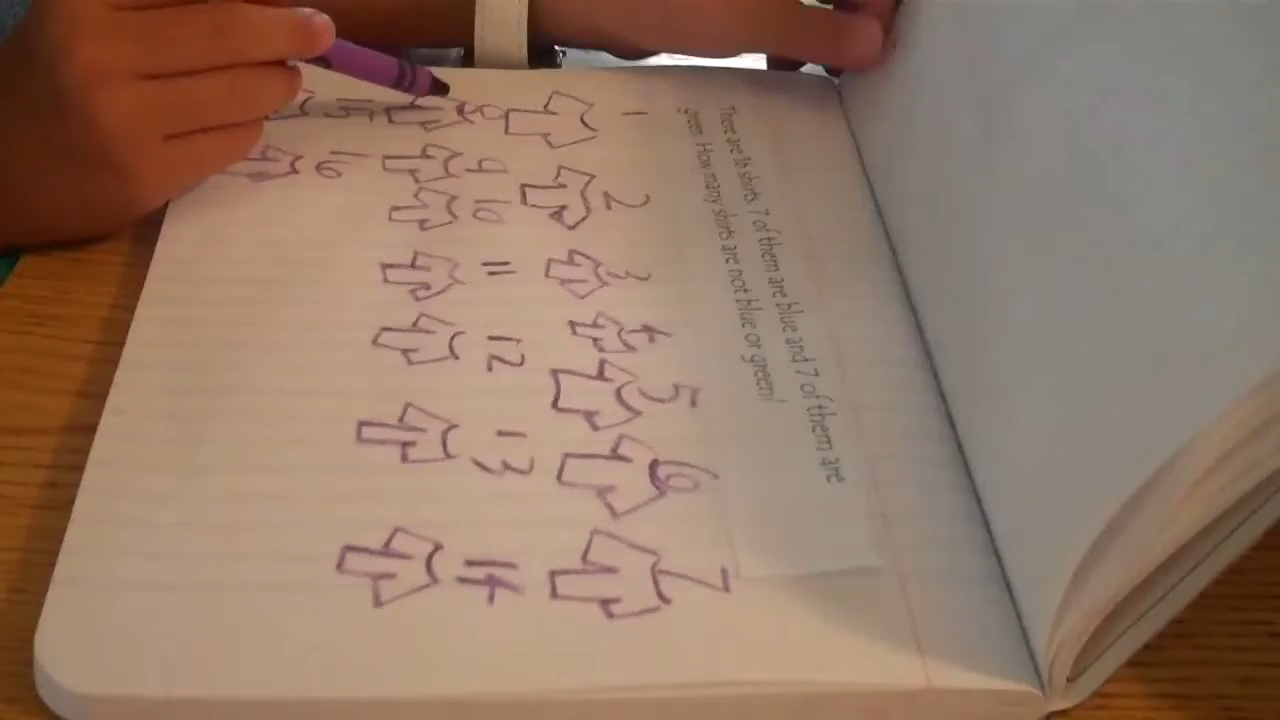 There are 16 shirts. 7 of them are blue and 7 of them are
green. How many shirts are not blue or green?
1 2 3 4 5 6 7
8 9 10 11 12 13 14
15 16